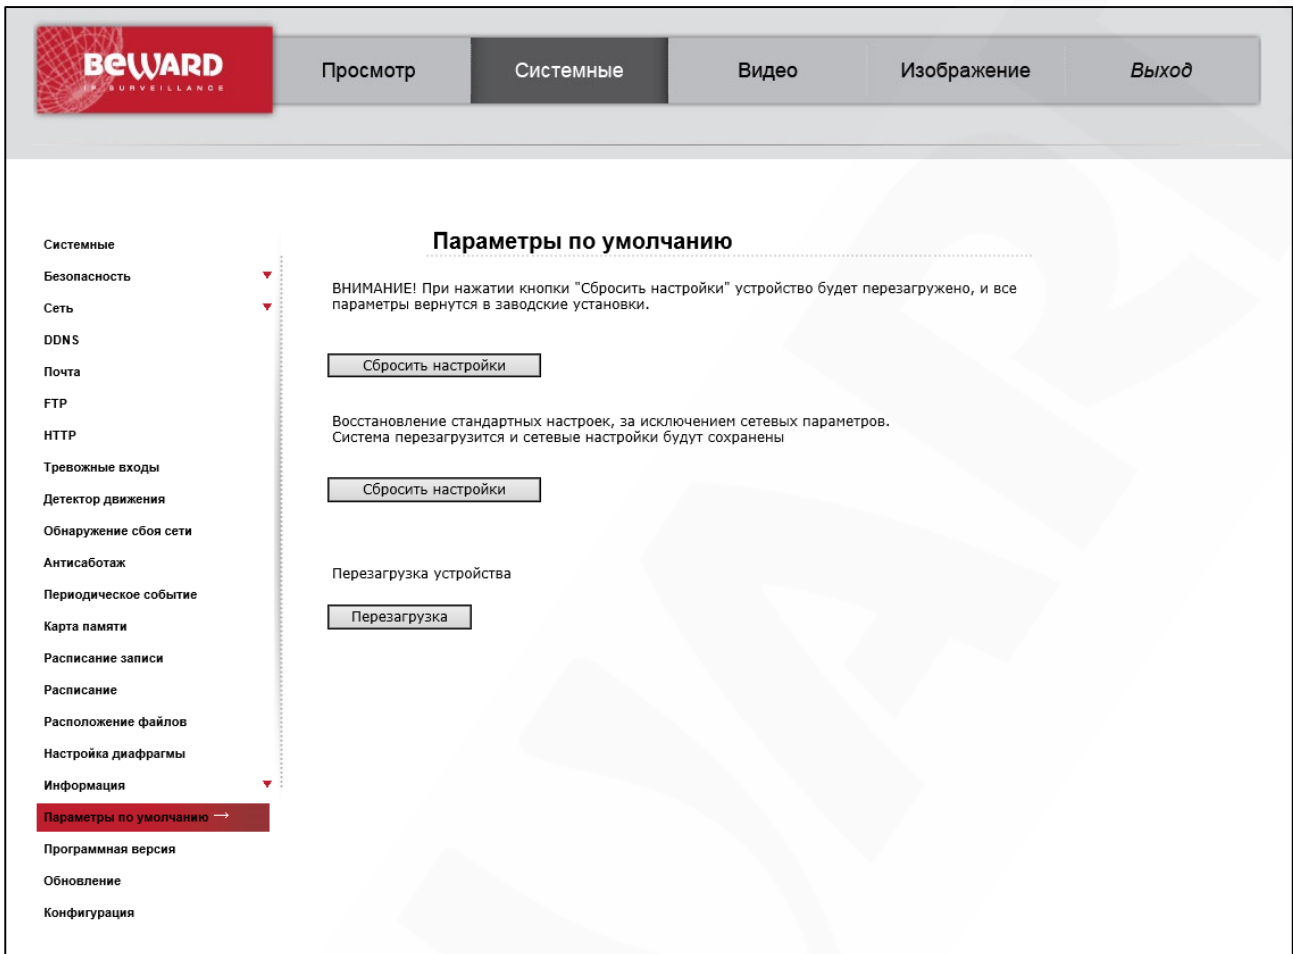 BEWARD
IP SURVEILLANCE
Просмотр
Системные
Видео
Изображение
Выход
Параметры по умолчанию
Системные
Безопасность
Сеть
DDNS
Почта
FTP
HTTP
Тревожные входы
Детектор движения
Обнаружение сбоя сети
Антисаботаж
Периодическое событие
Карта памяти
Расписание записи
Расписание
Расположение файлов
Настройка диафрагмы
Информация
Параметры по умолчанию →
Программная версия
Обновление
Конфигурация
ВНИМАНИЕ! При нажатии кнопки "Сбросить настройки" устройство будет перезагружено, и все
параметры вернутся в заводские установки.
Сбросить настройки
Восстановление стандартных настроек, за исключением сетевых параметров.
Система перезагрузится и сетевые настройки будут сохранены
Сбросить настройки
Перезагрузка устройства
Перезагрузка